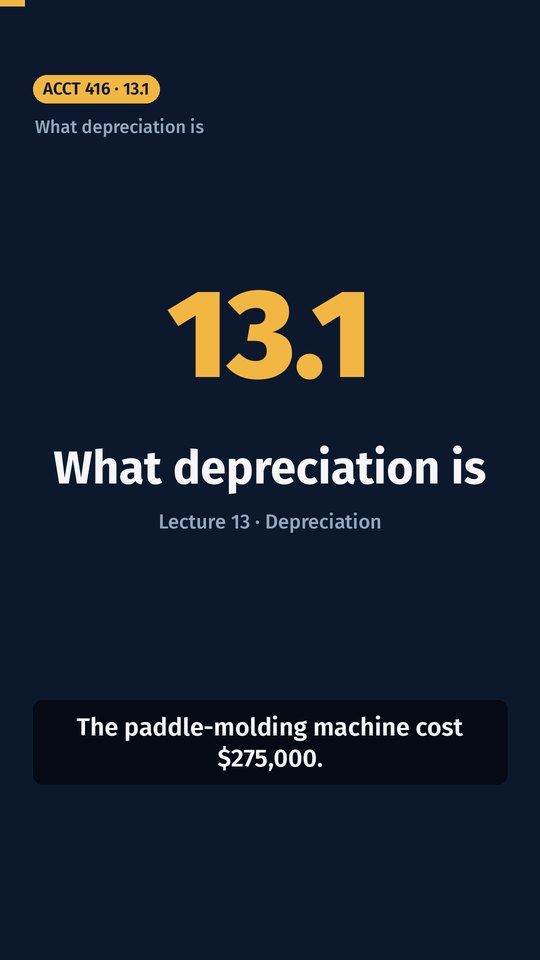 ACCT 416 · 13.1
What depreciation is
13.1
What depreciation is
Lecture 13 · Depreciation
The paddle-molding machine cost
$275,000.